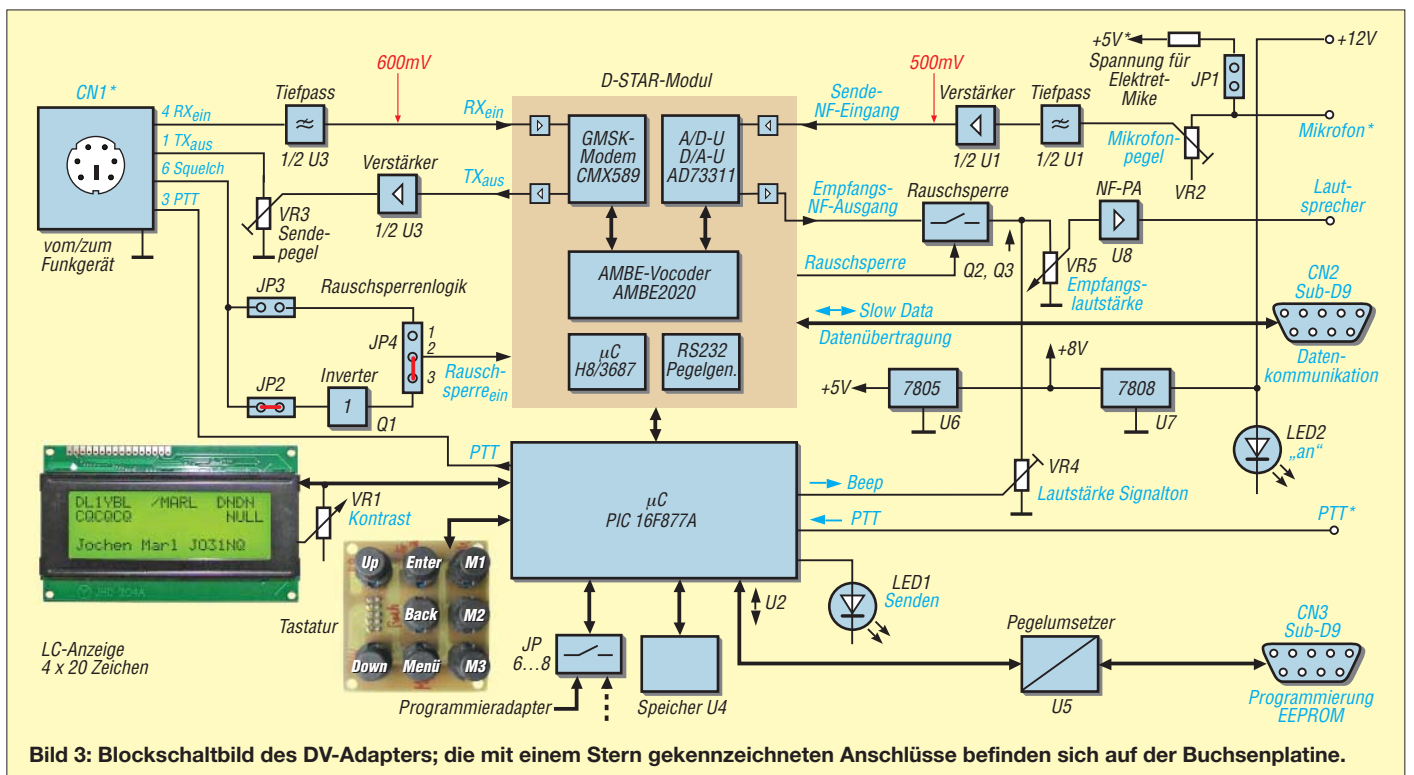 CN1*
4 RXein
1 TXaus
6 Squelch
3 PTT
vom/zum
Funkgerät
Tiefpass
≈
1/2 U3
600mV
RXein
Verstärker
1/2 U3
TXaus
VR3
Sende-
pegel
D-STAR-Modul
GMSK-
Modem
CMX589
A/D-U
D/A-U
AD73311
AMBE-Vocoder
AMBE2020
µC
H8/3687
RS232
Pegelgen.
Sende-
NF-Eingang
500mV
Verstärker
1/2 U1
Tiefpass
≈
1/2 U1
+5V*
Spannung für
Elektret-
Mike
JP1
+12V
Mikrofon*
Mikrofon-
pegel
VR2
Empfangs-
NF-Ausgang
Rauschsperre
Q2, Q3
NF-PA
U8
Laut-
sprecher
Rauschsperre
VR5
Empfangs-
lautstärke
Slow Data
Datenübertragung
CN2
Sub-D9
Daten-
kommunikation
JP3
Rauschsperrenlogik
JP4
1
2
3
JP2
Inverter
1
Q1
Rausch-
sperreein
+8V
+5V
7805
U6
7808
U7
LED2
„an"
PTT
µC
PIC 16F877A
Beep
VR4
Lautstärke Signalton
PTT
PTT*
DL1YBL /MARL DNDN
CQCQCQ NULL
Jochen Marl JO31NQ
JHD 204A
VR1
Kontrast
LC-Anzeige
4 x 20 Zeichen
Tastatur
Up
Enter
M1
Back
M2
Down
Menü
M3
JP
6…8
Programmieradapter
Speicher U4
U2
LED1
Senden
Pegelumsetzer
U5
CN3
Sub-D9
Programmierung
EEPROM
Bild 3: Blockschaltbild des DV-Adapters; die mit einem Stern gekennzeichneten Anschlüsse befinden sich auf der Buchsenplatine.